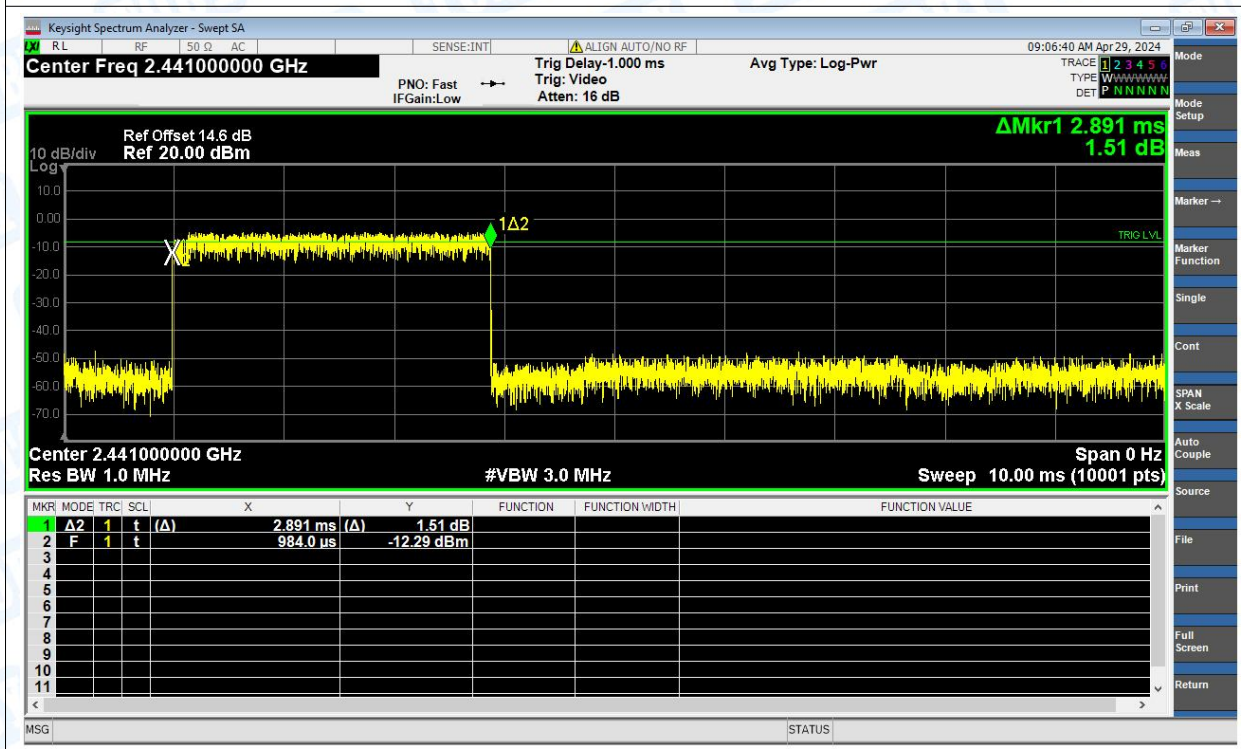 Keysight Spectrum Analyzer - Swept SA
LXI RL RF 50 Ω AC SENSE:INT ALIGN AUTO/NO RF 09:06:40 AM Apr 29, 2024
Center Freq 2.441000000 GHz
PNO: Fast
IFGain:Low
Trig Delay-1.000 ms
Trig: Video
Atten: 16 dB
Avg Type: Log-Pwr
TRACE 1 2 3 4 5 6
TYPE WWWWWW
DET P N N N N N
ΔMkr1 2.891 ms
1.51 dB
Ref Offset 14.6 dB
10 dB/div Ref 20.00 dBm
Log
10.0
0.00
-10.0
-20.0
-30.0
-40.0
-50.0
-60.0
-70.0
1Δ2
TRIG LVL
Center 2.441000000 GHz Span 0 Hz
Res BW 1.0 MHz #VBW 3.0 MHz Sweep 10.00 ms (10001 pts)
MKR MODE TRC SCL X Y FUNCTION FUNCTION WIDTH FUNCTION VALUE
1 Δ2 1 t (Δ) 2.891 ms (Δ) 1.51 dB
2 F 1 t 984.0 µs -12.29 dBm
3
4
5
6
7
8
9
10
11
MSG STATUS
Mode
Mode
Setup
Meas
Marker →
Marker
Function
Single
Cont
SPAN
X Scale
Auto
Couple
Source
File
Print
Full
Screen
Return